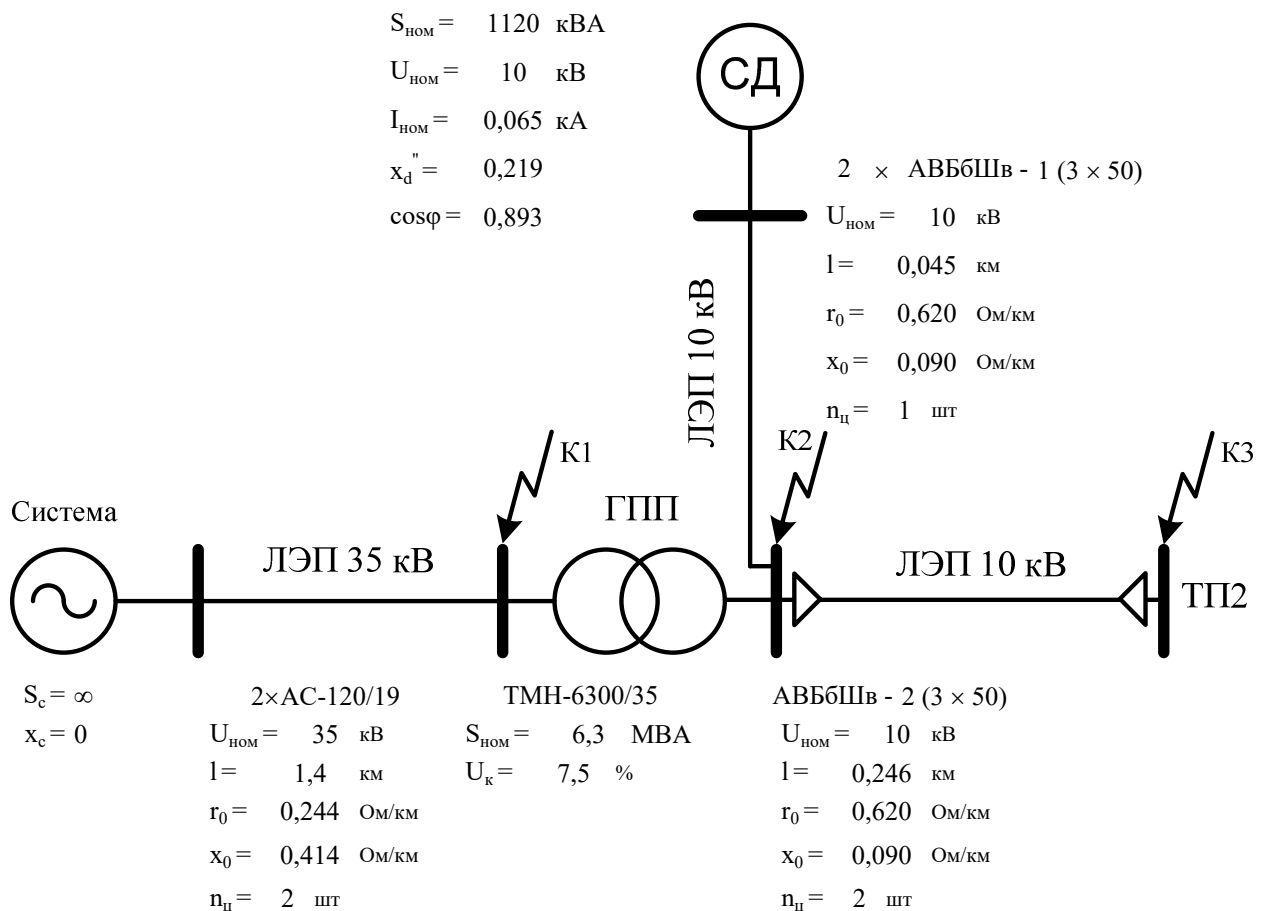 Sном = 1120 кВА
Uном = 10 кВ
Iном = 0,065 кА
xd" = 0,219
cosφ = 0,893
СД
2 × АВБбШв - 1 (3 × 50)
Uном = 10 кВ
l = 0,045 км
r0 = 0,620 Ом/км
x0 = 0,090 Ом/км
nц = 1 шт
ЛЭП 10 кВ
К1
К2
К3
Система
ЛЭП 35 кВ
ГПП
ЛЭП 10 кВ
ТП2
Sс = ∞
xс = 0
2×АС-120/19
Uном = 35 кВ
l = 1,4 км
r0 = 0,244 Ом/км
x0 = 0,414 Ом/км
nц = 2 шт
ТМН-6300/35
Sном = 6,3 МВА
Uк = 7,5 %
АВБбШв - 2 (3 × 50)
Uном = 10 кВ
l = 0,246 км
r0 = 0,620 Ом/км
x0 = 0,090 Ом/км
nц = 2 шт